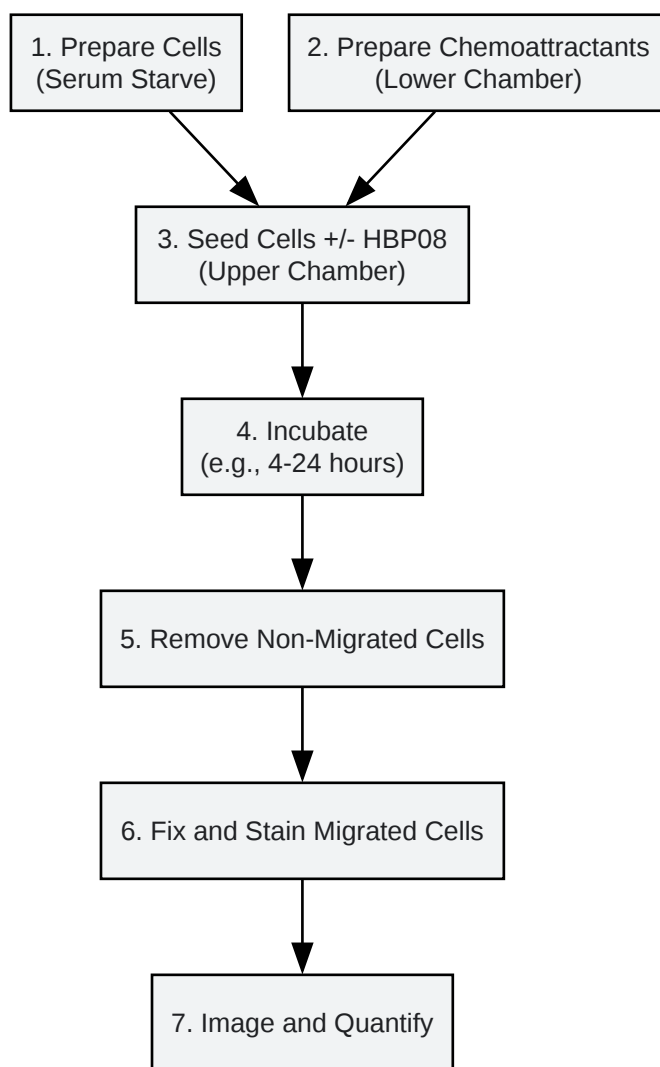 1. Prepare Cells
(Serum Starve)
2. Prepare Chemoattractants
(Lower Chamber)
3. Seed Cells +/- HBP08
(Upper Chamber)
4. Incubate
(e.g., 4-24 hours)
5. Remove Non-Migrated Cells
6. Fix and Stain Migrated Cells
7. Image and Quantify